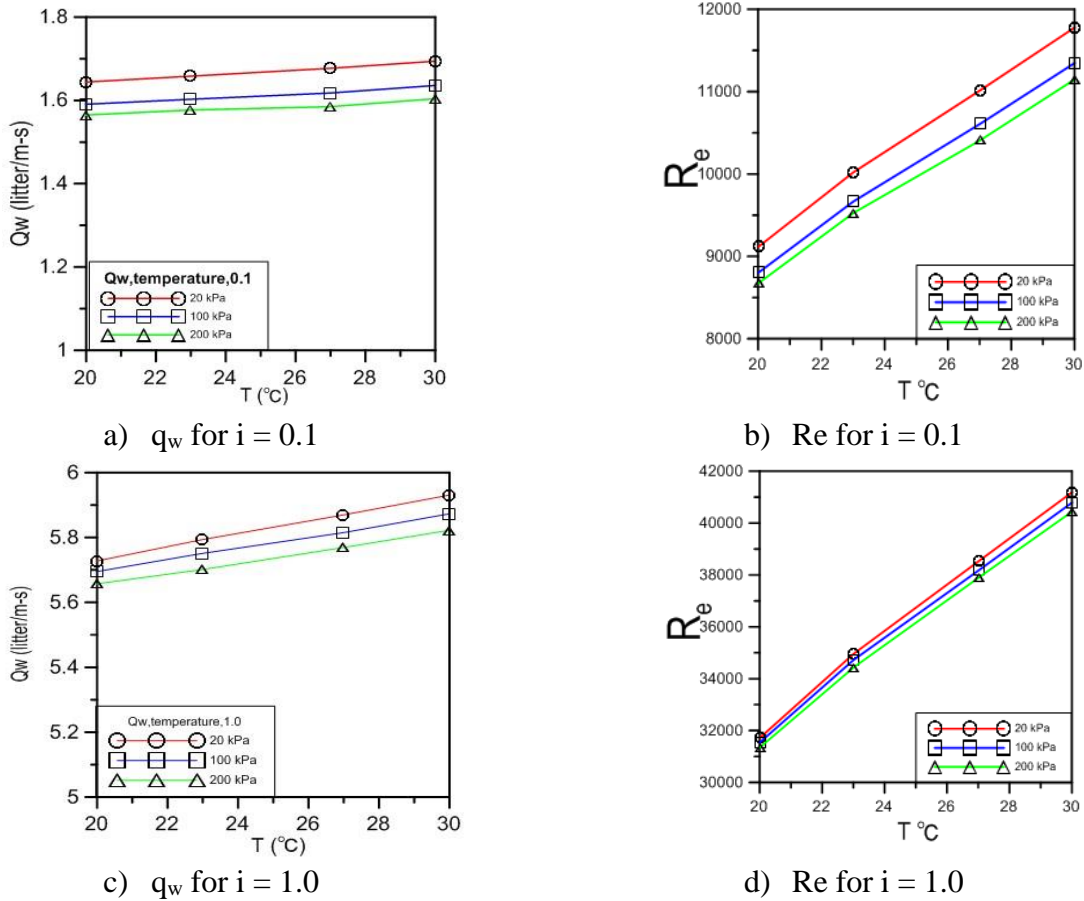 1.8
1.6
1.4
1.2
1
Qw (litter/m-s)
Qw,temperature,0.1
20 kPa
100 kPa
200 kPa
20 22 24 26 28 30
T (°C)
a) qw for i = 0.1
12000
11000
10000
9000
8000
Re
20 kPa
100 kPa
200 kPa
20 22 24 26 28 30
T °C
b) Re for i = 0.1
6
5.8
5.6
5.4
5.2
5
Qw (litter/m-s)
Qw,temperature,1.0
20 kPa
100 kPa
200 kPa
20 22 24 26 28 30
T (°C)
c) qw for i = 1.0
42000
40000
38000
36000
34000
32000
30000
Re
20 kPa
100 kPa
200 kPa
20 22 24 26 28 30
T °C
d) Re for i = 1.0